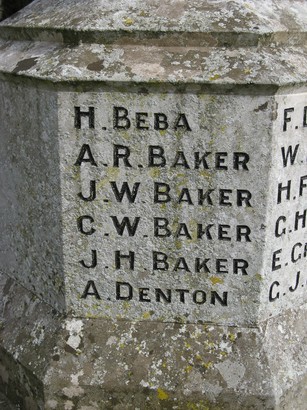 H. BEBA
A. R. BAKER
J. W. BAKER
C. W. BAKER
J. H. BAKER
A. DENTON
F.
W.
H.
G.
E.
G. J.